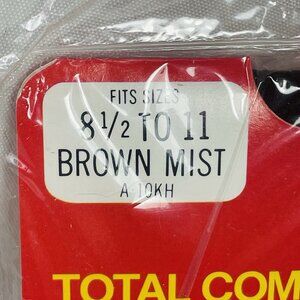 FITS SIZES
8 1/2 TO 11
BROWN MIST
A-10KH
TOTAL COM